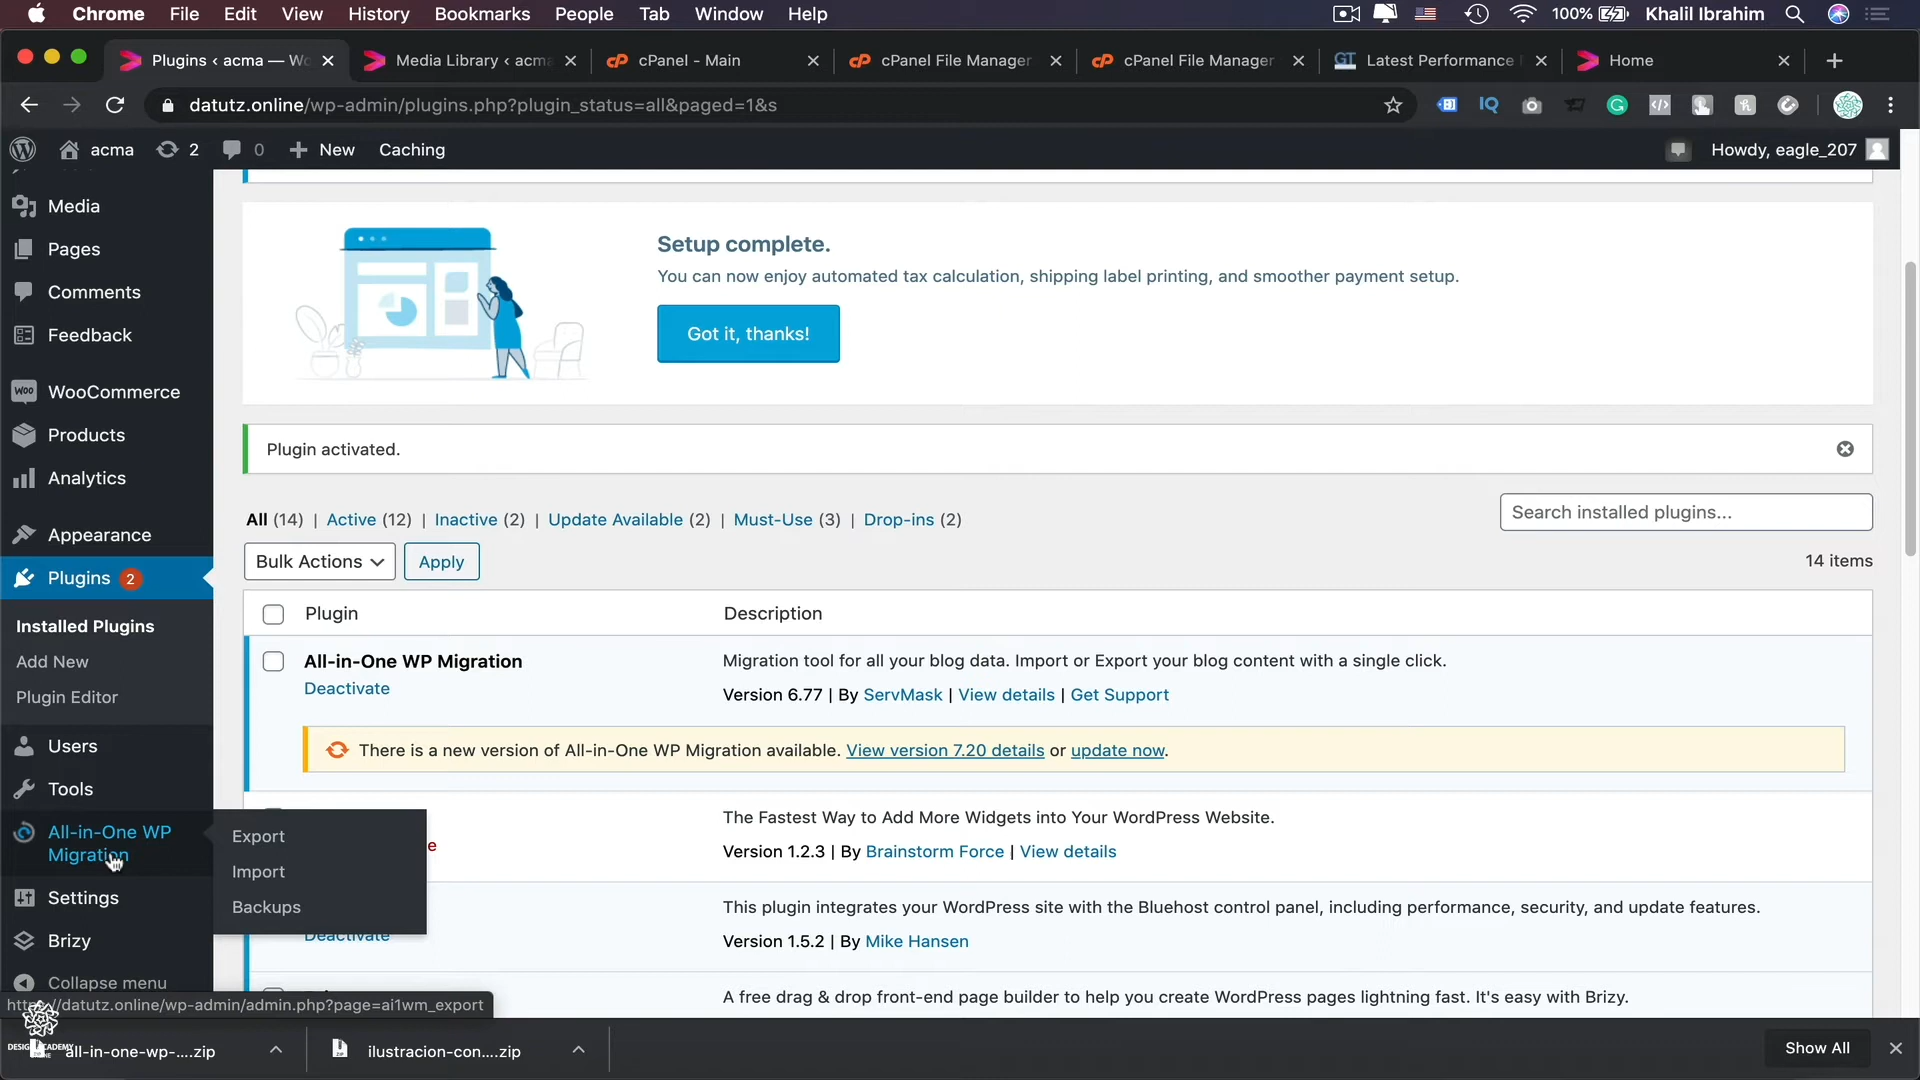 Chrome File Edit View History Bookmarks People Tab Window Help 100% Khalil Ibrahim
Plugins ‹ acma — Wo Media Library ‹ acma cPanel - Main cPanel File Manager cPanel File Manager GT Latest Performance Home
datutz.online/wp-admin/plugins.php?plugin_status=all&paged=1&s
acma 2 0 New Caching Howdy, eagle_207
Media
Pages
Comments
Feedback
WOO WooCommerce
Products
Analytics
Appearance
Plugins 2
Installed Plugins
Add New
Plugin Editor
Users
Tools
All-in-One WP
Migration
Settings
Brizy
Collapse menu
Export
Import
Backups
Setup complete.
You can now enjoy automated tax calculation, shipping label printing, and smoother payment setup.
Got it, thanks!
Plugin activated.
All (14) | Active (12) | Inactive (2) | Update Available (2) | Must-Use (3) | Drop-ins (2)
Search installed plugins...
Bulk Actions Apply
14 items
Plugin Description
All-in-One WP Migration Migration tool for all your blog data. Import or Export your blog content with a single click.
Deactivate Version 6.77 | By ServMask | View details | Get Support
There is a new version of All-in-One WP Migration available. View version 7.20 details or update now.
The Fastest Way to Add More Widgets into Your WordPress Website.
e Version 1.2.3 | By Brainstorm Force | View details
This plugin integrates your WordPress site with the Bluehost control panel, including performance, security, and update features.
Deactivate Version 1.5.2 | By Mike Hansen
A free drag & drop front-end page builder to help you create WordPress pages lightning fast. It's easy with Brizy.
datutz.online/wp-admin/admin.php?page=ai1wm_export
all-in-one-wp-....zip ilustracion-con....zip Show All